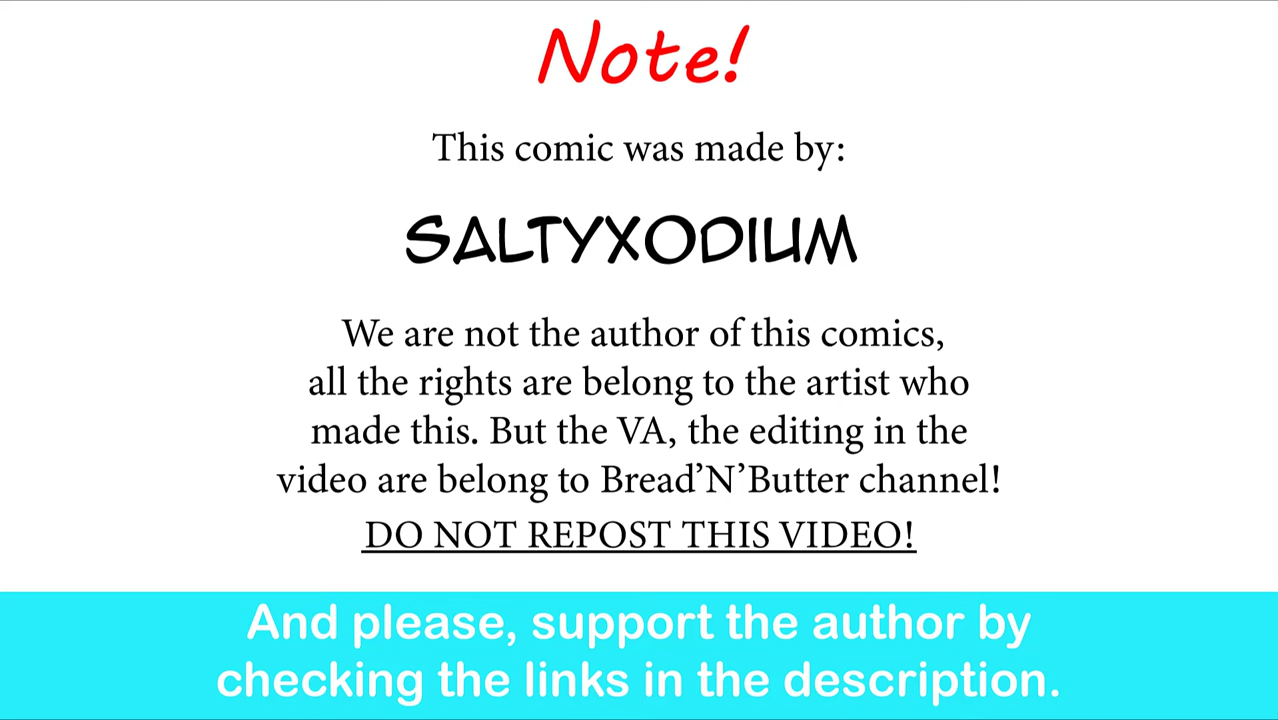 Note!
This comic was made by:
SALTYXODIUM
We are not the author of this comics,
all the rights are belong to the artist who
made this. But the VA, the editing in the
video are belong to Bread’N’Butter channel!
DO NOT REPOST THIS VIDEO!
And please, support the author by
checking the links in the description.